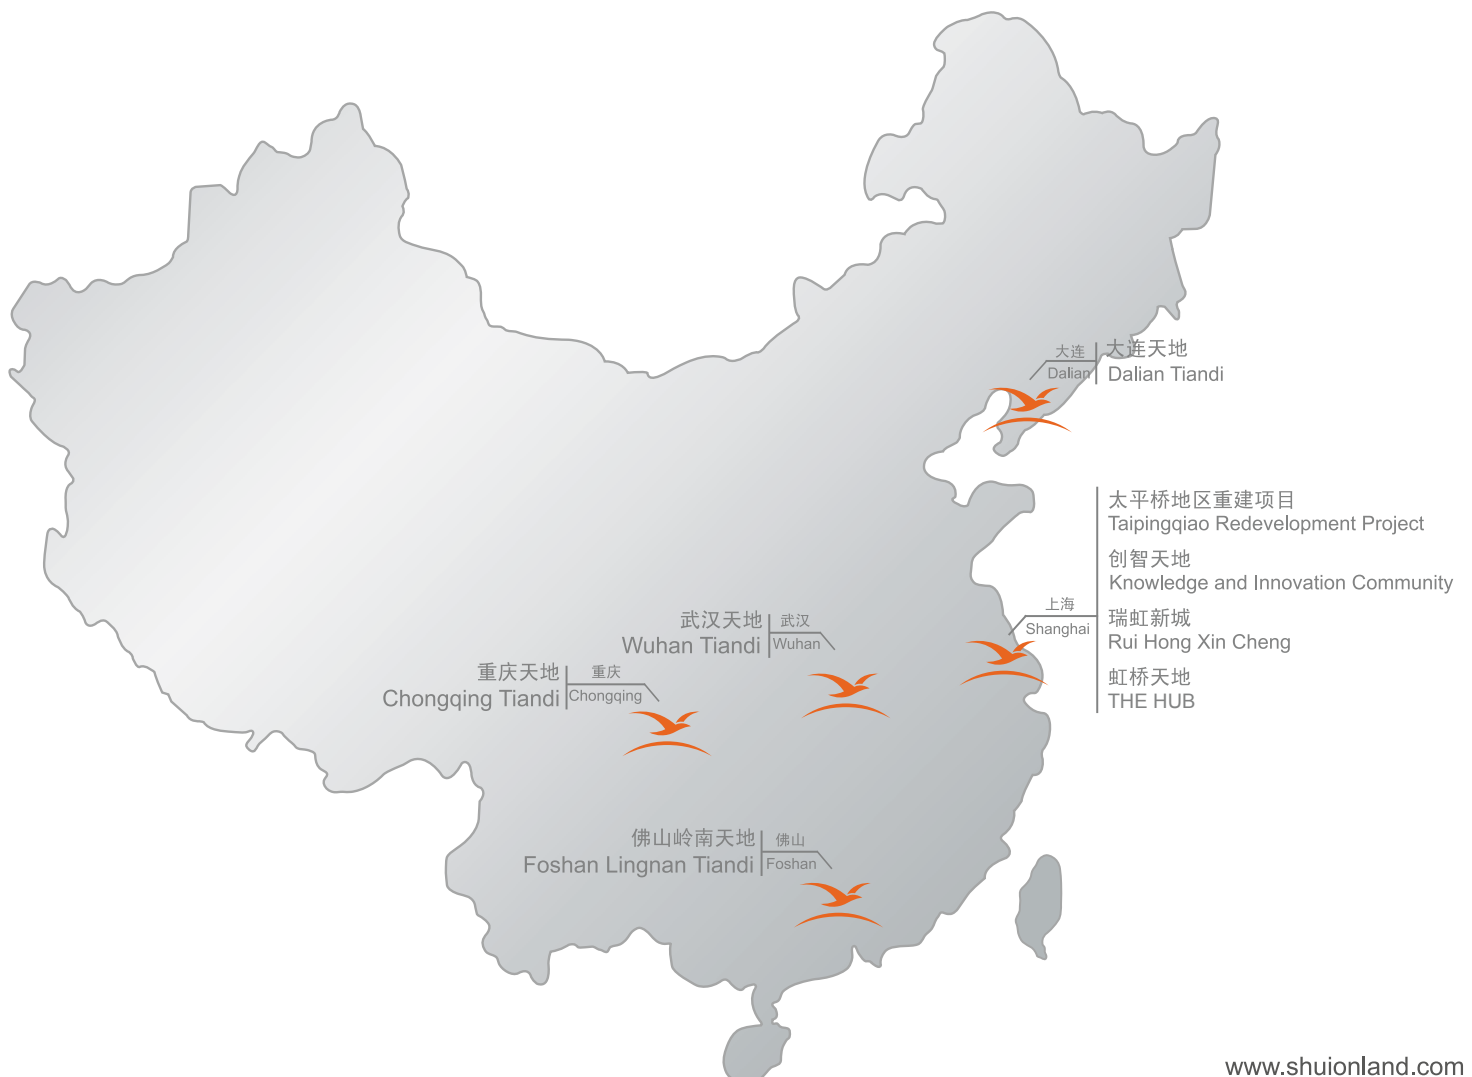 大连
Dalian
大连天地
Dalian Tiandi
太平桥地区重建项目
Taipingqiao Redevelopment Project
创智天地
Knowledge and Innovation Community
上海
Shanghai
瑞虹新城
Rui Hong Xin Cheng
虹桥天地
THE HUB
武汉天地
Wuhan Tiandi
武汉
Wuhan
重庆天地
Chongqing Tiandi
重庆
Chongqing
佛山岭南天地
Foshan Lingnan Tiandi
佛山
Foshan
www.shuionland.com